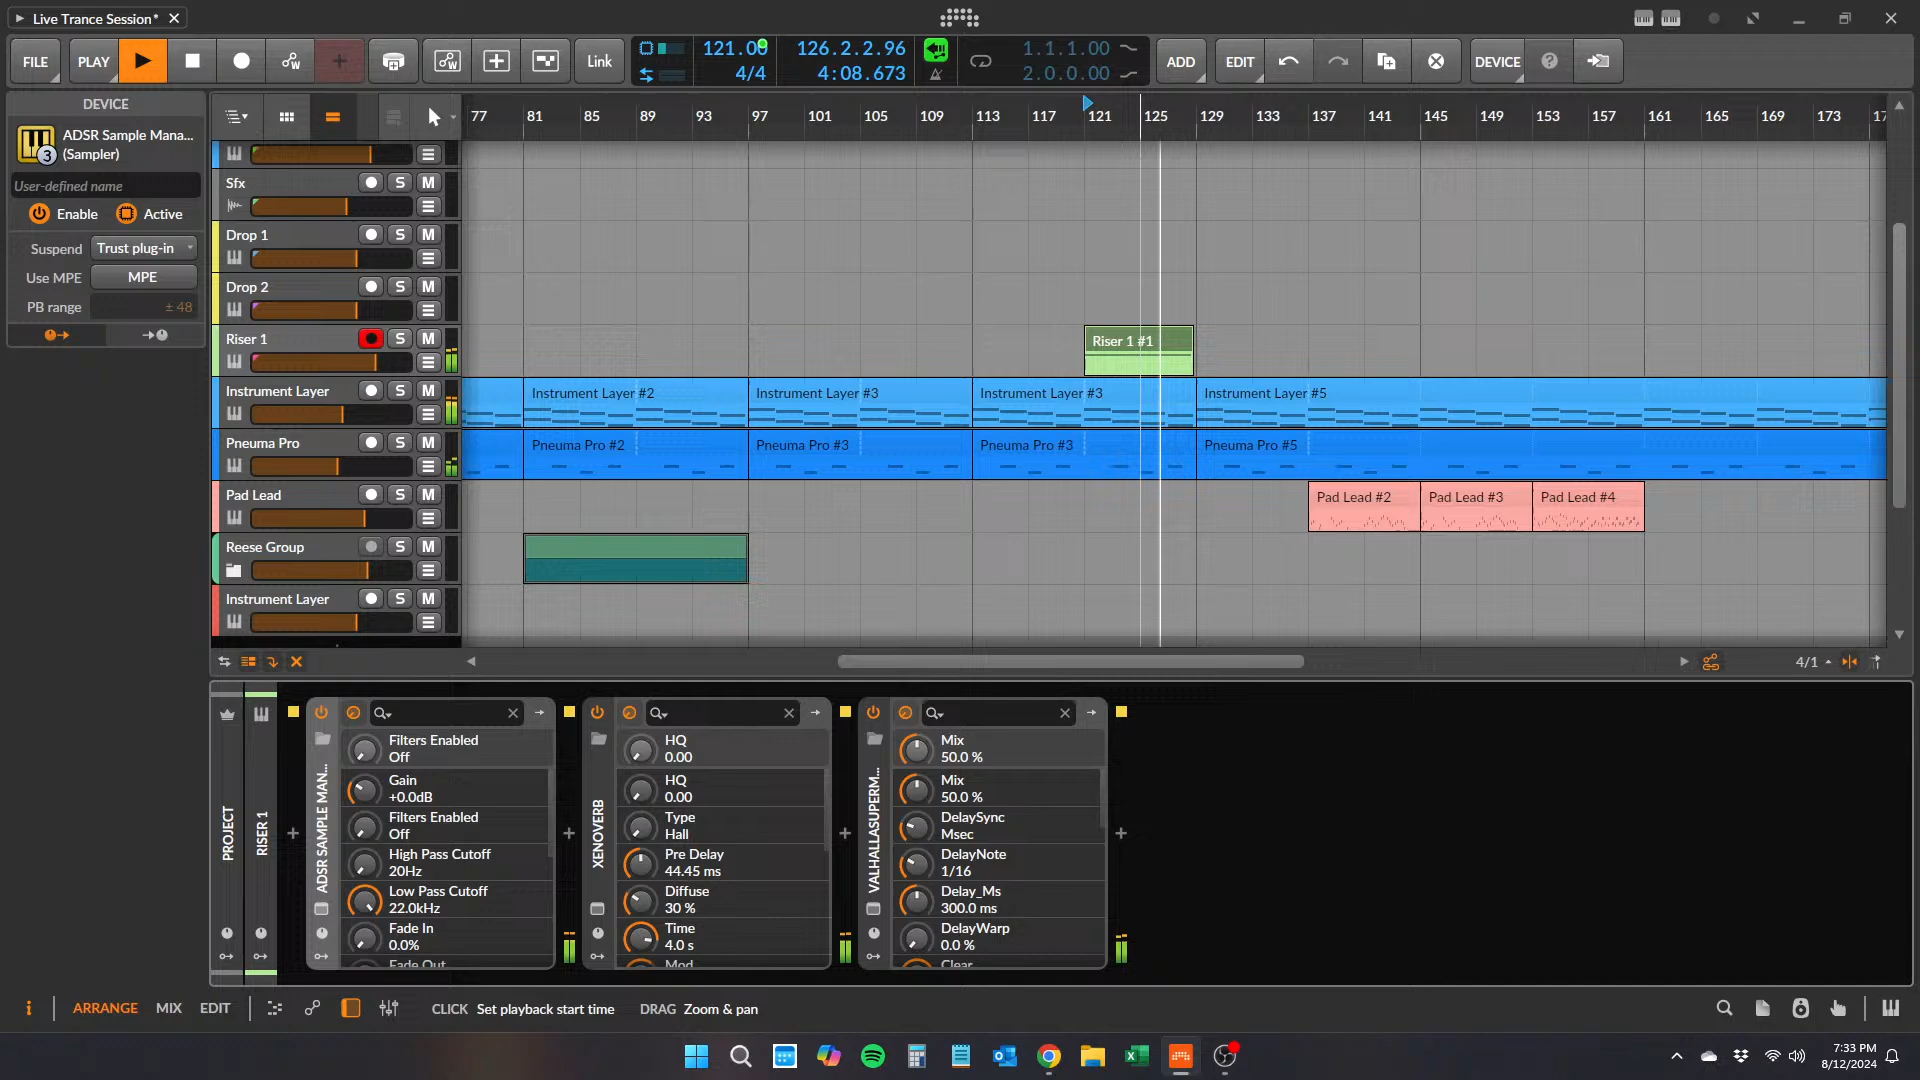 Live Trance Session*
FILE
PLAY
Link
121.00
4/4
126.2.2.96
4:08.673
1.1.1.00
2.0.0.00
ADD
EDIT
DEVICE
?
DEVICE
ADSR Sample Mana...
(Sampler)
3
User-defined name
Enable
Active
Suspend
Trust plug-in
Use MPE
MPE
PB range
± 48
77 81 85 89 93 97 101 105 109 113 117 121 125 129 133 137 141 145 149 153 157 161 165 169 173
Sfx S M
Drop 1 S M
Drop 2 S M
Riser 1 S M
Riser 1 #1
Instrument Layer S M
Instrument Layer #2 Instrument Layer #3 Instrument Layer #3 Instrument Layer #5
Pneuma Pro S M
Pneuma Pro #2 Pneuma Pro #3 Pneuma Pro #3 Pneuma Pro #5
Pad Lead S M
Pad Lead #2 Pad Lead #3 Pad Lead #4
Reese Group S M
Instrument Layer S M
4/1
PROJECT
RISER 1
ADSR SAMPLE MAN...
Filters Enabled
Off
Gain
+0.0dB
Filters Enabled
Off
High Pass Cutoff
20Hz
Low Pass Cutoff
22.0kHz
Fade In
0.0%
Fade Out
XENOVERB
HQ
0.00
HQ
0.00
Type
Hall
Pre Delay
44.45 ms
Diffuse
30 %
Time
4.0 s
Mod
VALHALLASUPERM...
Mix
50.0 %
Mix
50.0 %
DelaySync
Msec
DelayNote
1/16
Delay_Ms
300.0 ms
DelayWarp
0.0 %
Clear
i
ARRANGE
MIX
EDIT
CLICK Set playback start time
DRAG Zoom & pan
7:33 PM
8/12/2024